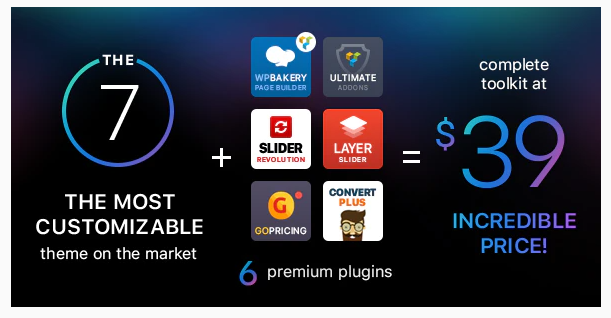 THE
7
THE MOST
CUSTOMIZABLE
theme on the market
+
WPBAKERY
PAGE BUILDER
ULTIMATE
ADDONS
SLIDER
REVOLUTION
LAYER
SLIDER
G
GOPRICING
CONVERT
PLUS
6 premium plugins
=
complete
toolkit at
$39
INCREDIBLE
PRICE!